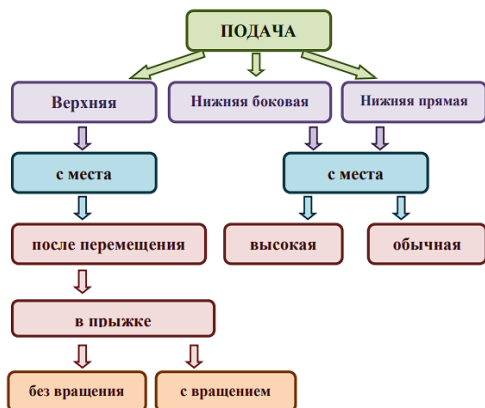 ПОДАЧА
Верхняя
Нижняя боковая
Нижняя прямая
с места
с места
после перемещения
высокая
обычная
в прыжке
без вращения
с вращением